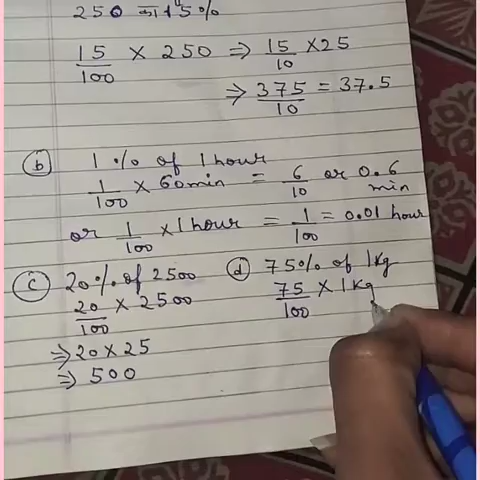 250 का 15%
15/100 × 250 ⇒ 15/10 × 25
⇒ 375/10 = 37.5
(b) 1% of 1 hour
1/100 × 60 min = 6/10 or 0.6 min
or 1/100 × 1 hour = 1/100 = 0.01 hour
(c) 20% of 2500
20/100 × 2500
⇒ 20 × 25
⇒ 500
(d) 75% of 1 Kg
75/100 × 1 Kg